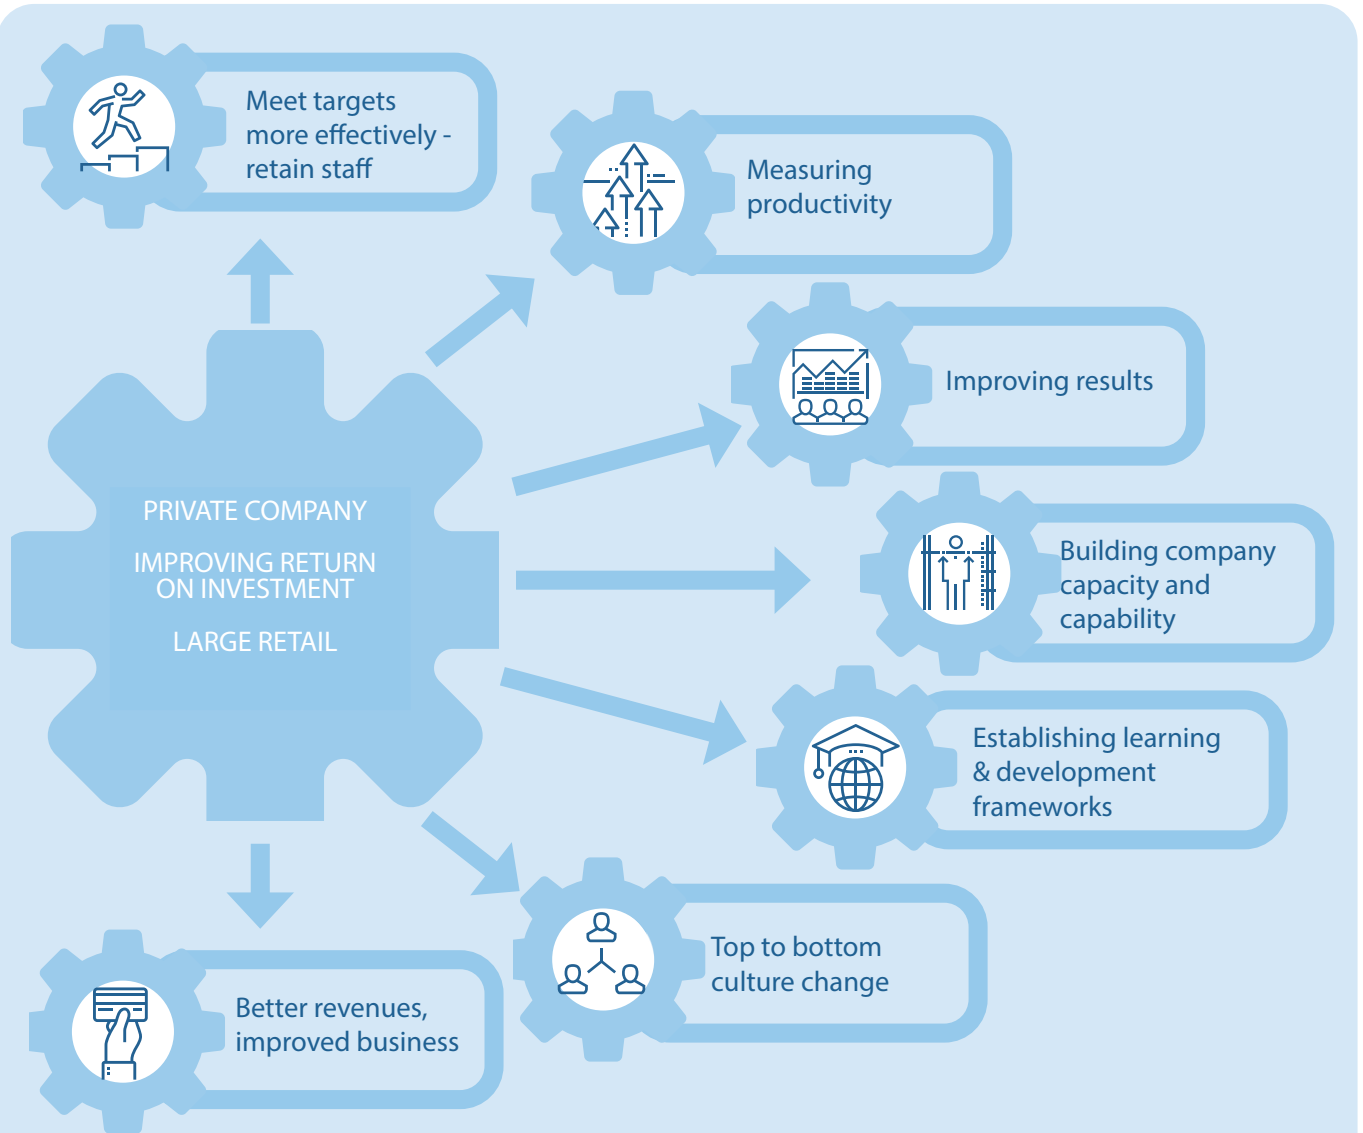 Meet targets
more effectively -
retain staff
Measuring
productivity
Improving results
PRIVATE COMPANY
IMPROVING RETURN
ON INVESTMENT
LARGE RETAIL
Building company
capacity and
capability
Establishing learning
& development
frameworks
Top to bottom
culture change
Better revenues,
improved business